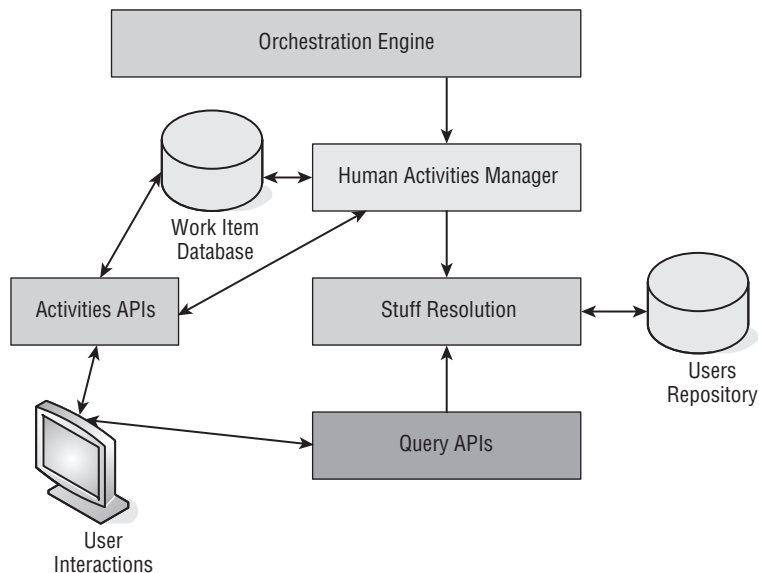 Orchestration Engine
Human Activities Manager
Work Item
Database
Activities APIs
Stuff Resolution
Users
Repository
Query APIs
User
Interactions